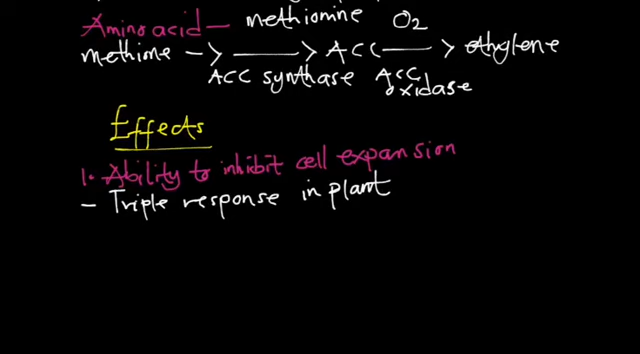 Amino acid — methionine O2
methime —> ——> ACC ——> ethylene
ACC synthase ACC oxidase
Effects
1. Ability to inhibit cell expansion
— Triple response in plant